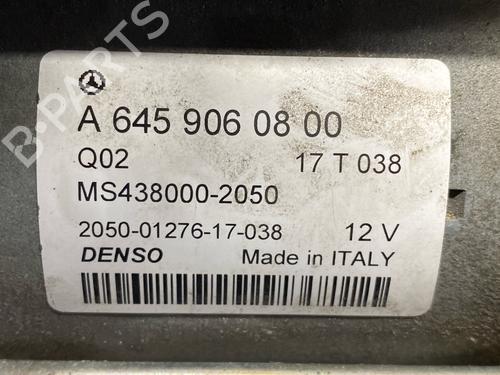 B-PARTS
A 645 906 08 00
Q02 17 T 038
MS438000-2050
2050-01276-17-038 12 V
DENSO Made in ITALY